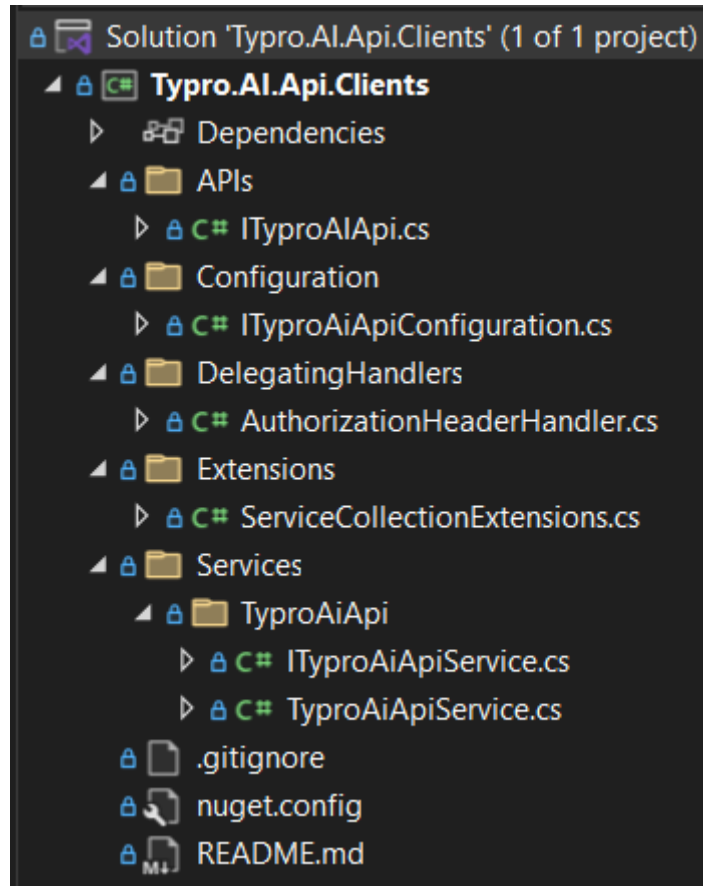 Solution 'Typro.AI.Api.Clients' (1 of 1 project)
C# Typro.AI.Api.Clients
Dependencies
APIs
C# ITyproAIApi.cs
Configuration
C# ITyproAiApiConfiguration.cs
DelegatingHandlers
C# AuthorizationHeaderHandler.cs
Extensions
C# ServiceCollectionExtensions.cs
Services
TyproAiApi
C# ITyproAiApiService.cs
C# TyproAiApiService.cs
.gitignore
nuget.config
M↓ README.md